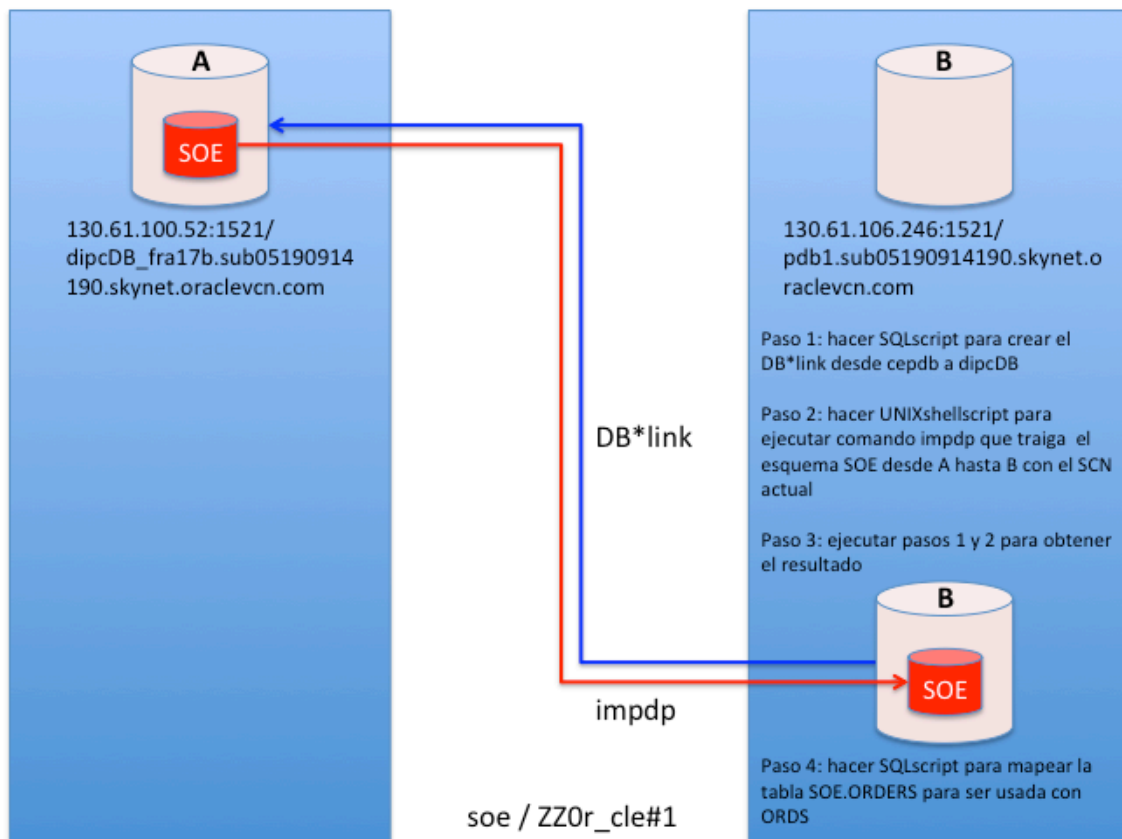 A
SOE
130.61.100.52:1521/
dipcDB_fra17b.sub05190914
190.skynet.oraclevcn.com
DB*link
impdp
soe / ZZ0r_cle#1
B
130.61.106.246:1521/
pdb1.sub05190914190.skynet.o
raclevcn.com
Paso 1: hacer SQLscript para crear el
DB*link desde cepdb a dipcDB
Paso 2: hacer UNIXshellscript para
ejecutar comando impdp que traiga el
esquema SOE desde A hasta B con el SCN
actual
Paso 3: ejecutar pasos 1 y 2 para obtener
el resultado
B
SOE
Paso 4: hacer SQLscript para mapear la
tabla SOE.ORDERS para ser usada con
ORDS